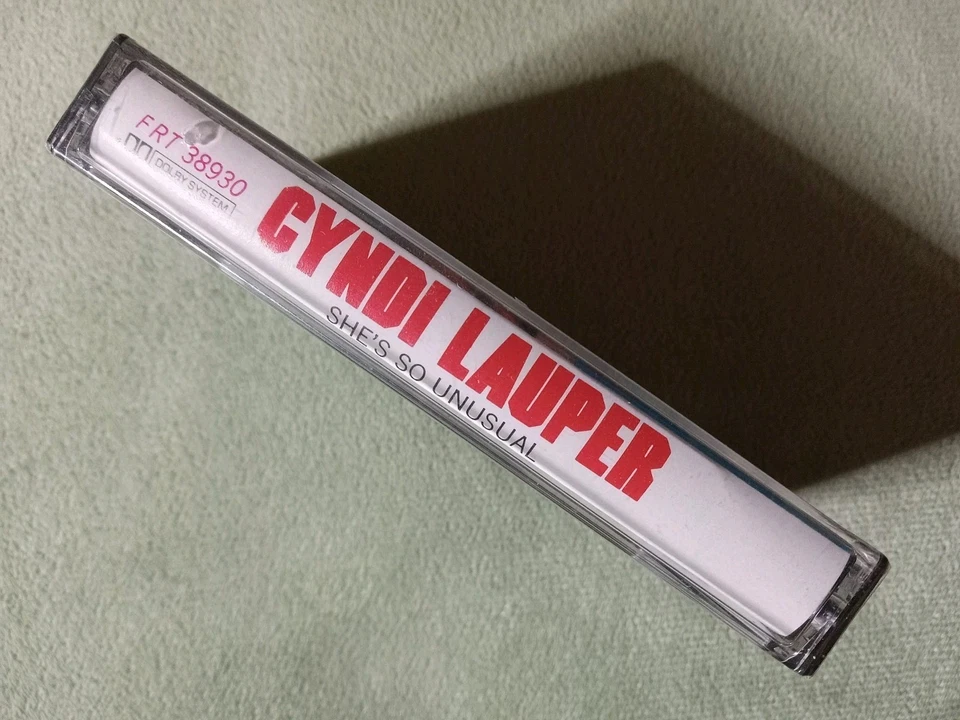 FRT 38930
DOLBY SYSTEM
CYNDI LAUPER
SHE'S SO UNUSUAL